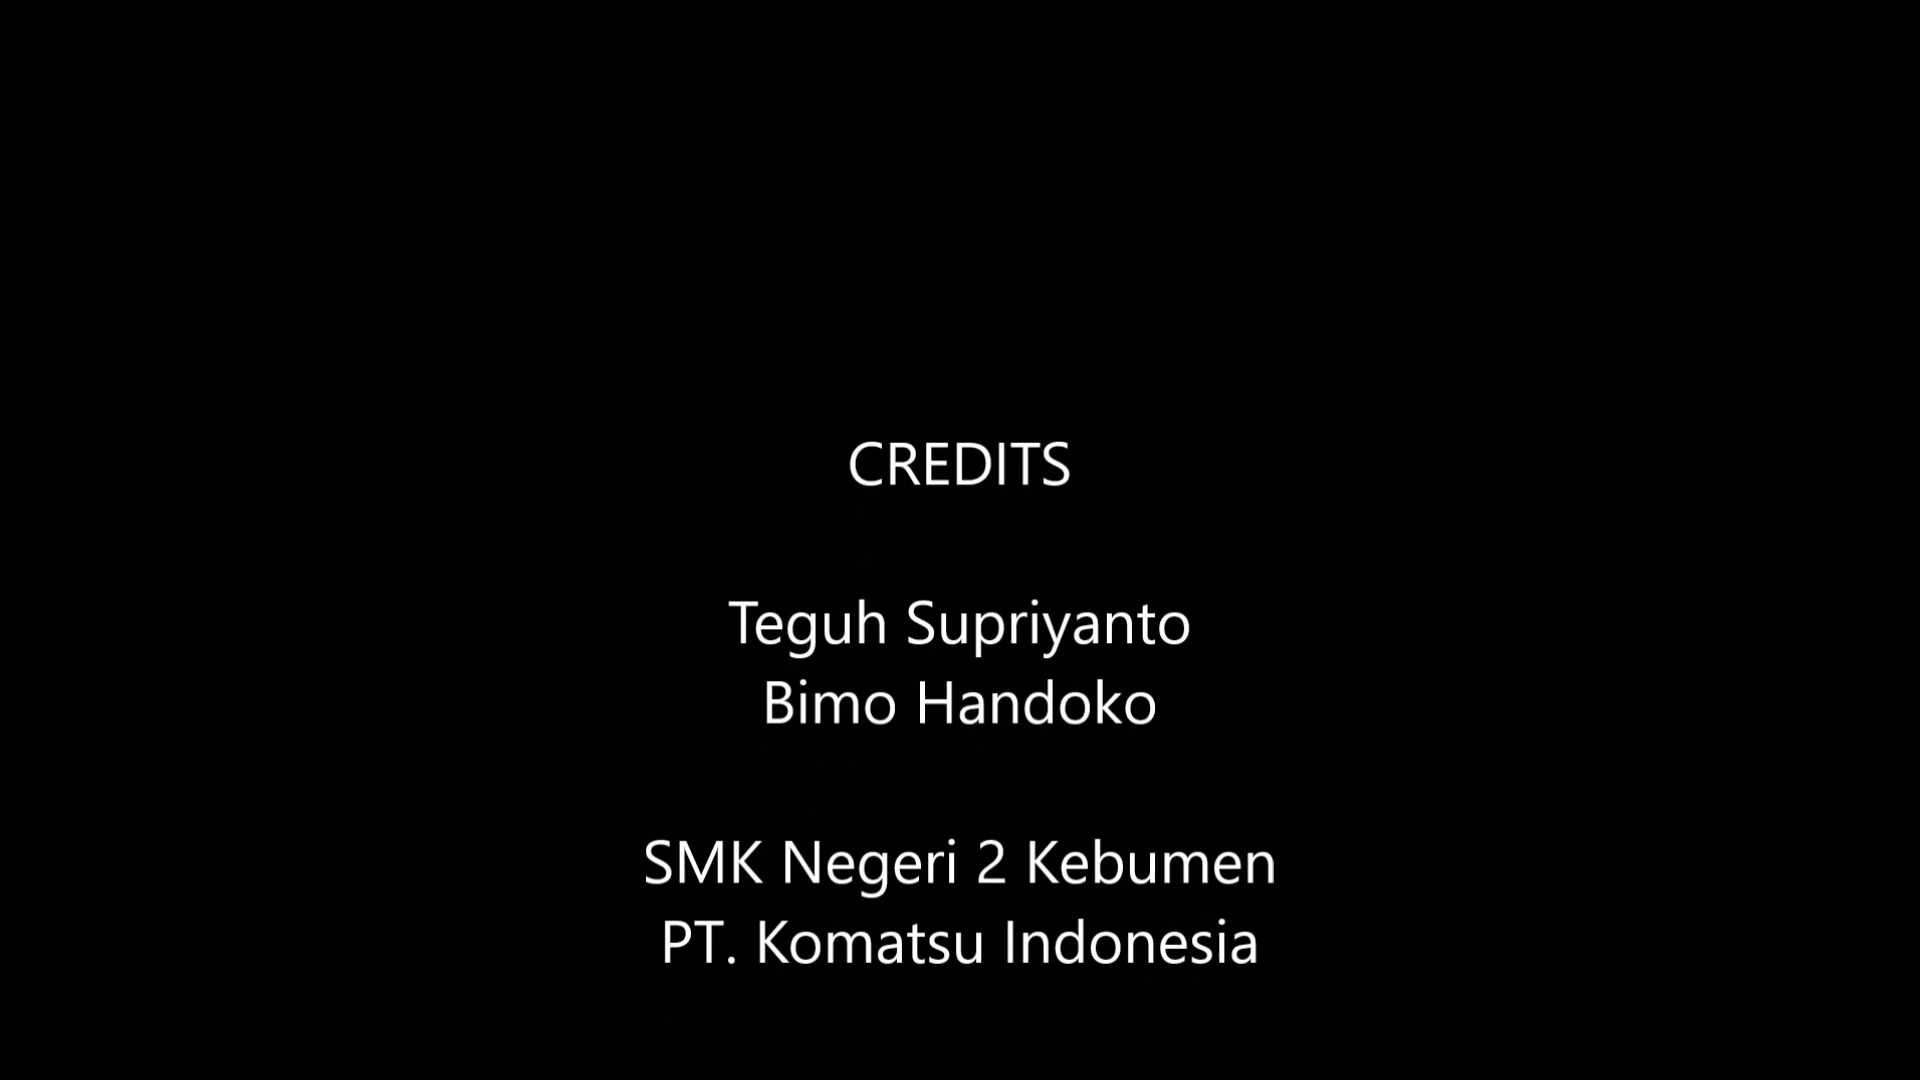 CREDITS
Teguh Supriyanto
Bimo Handoko
SMK Negeri 2 Kebumen
PT. Komatsu Indonesia